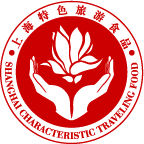 上海特色旅游食品
SHANGHAI CHARACTERISTIC TRAVELING FOOD